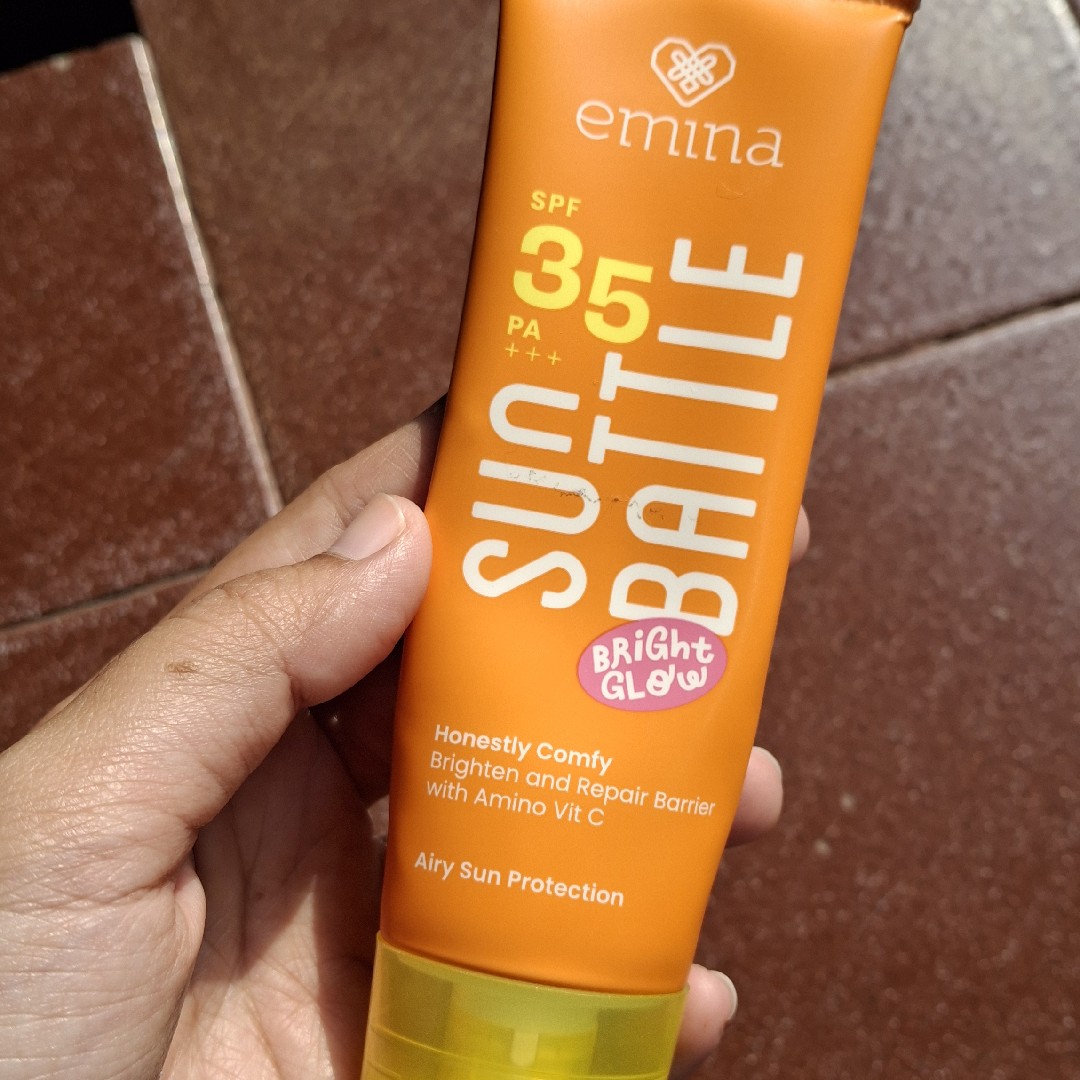 emina
SPF
35
PA
+++
SUN
BATTLE
BRiGht
GLOW
Honestly Comfy
Brighten and Repair Barrier
with Amino Vit C
Airy Sun Protection